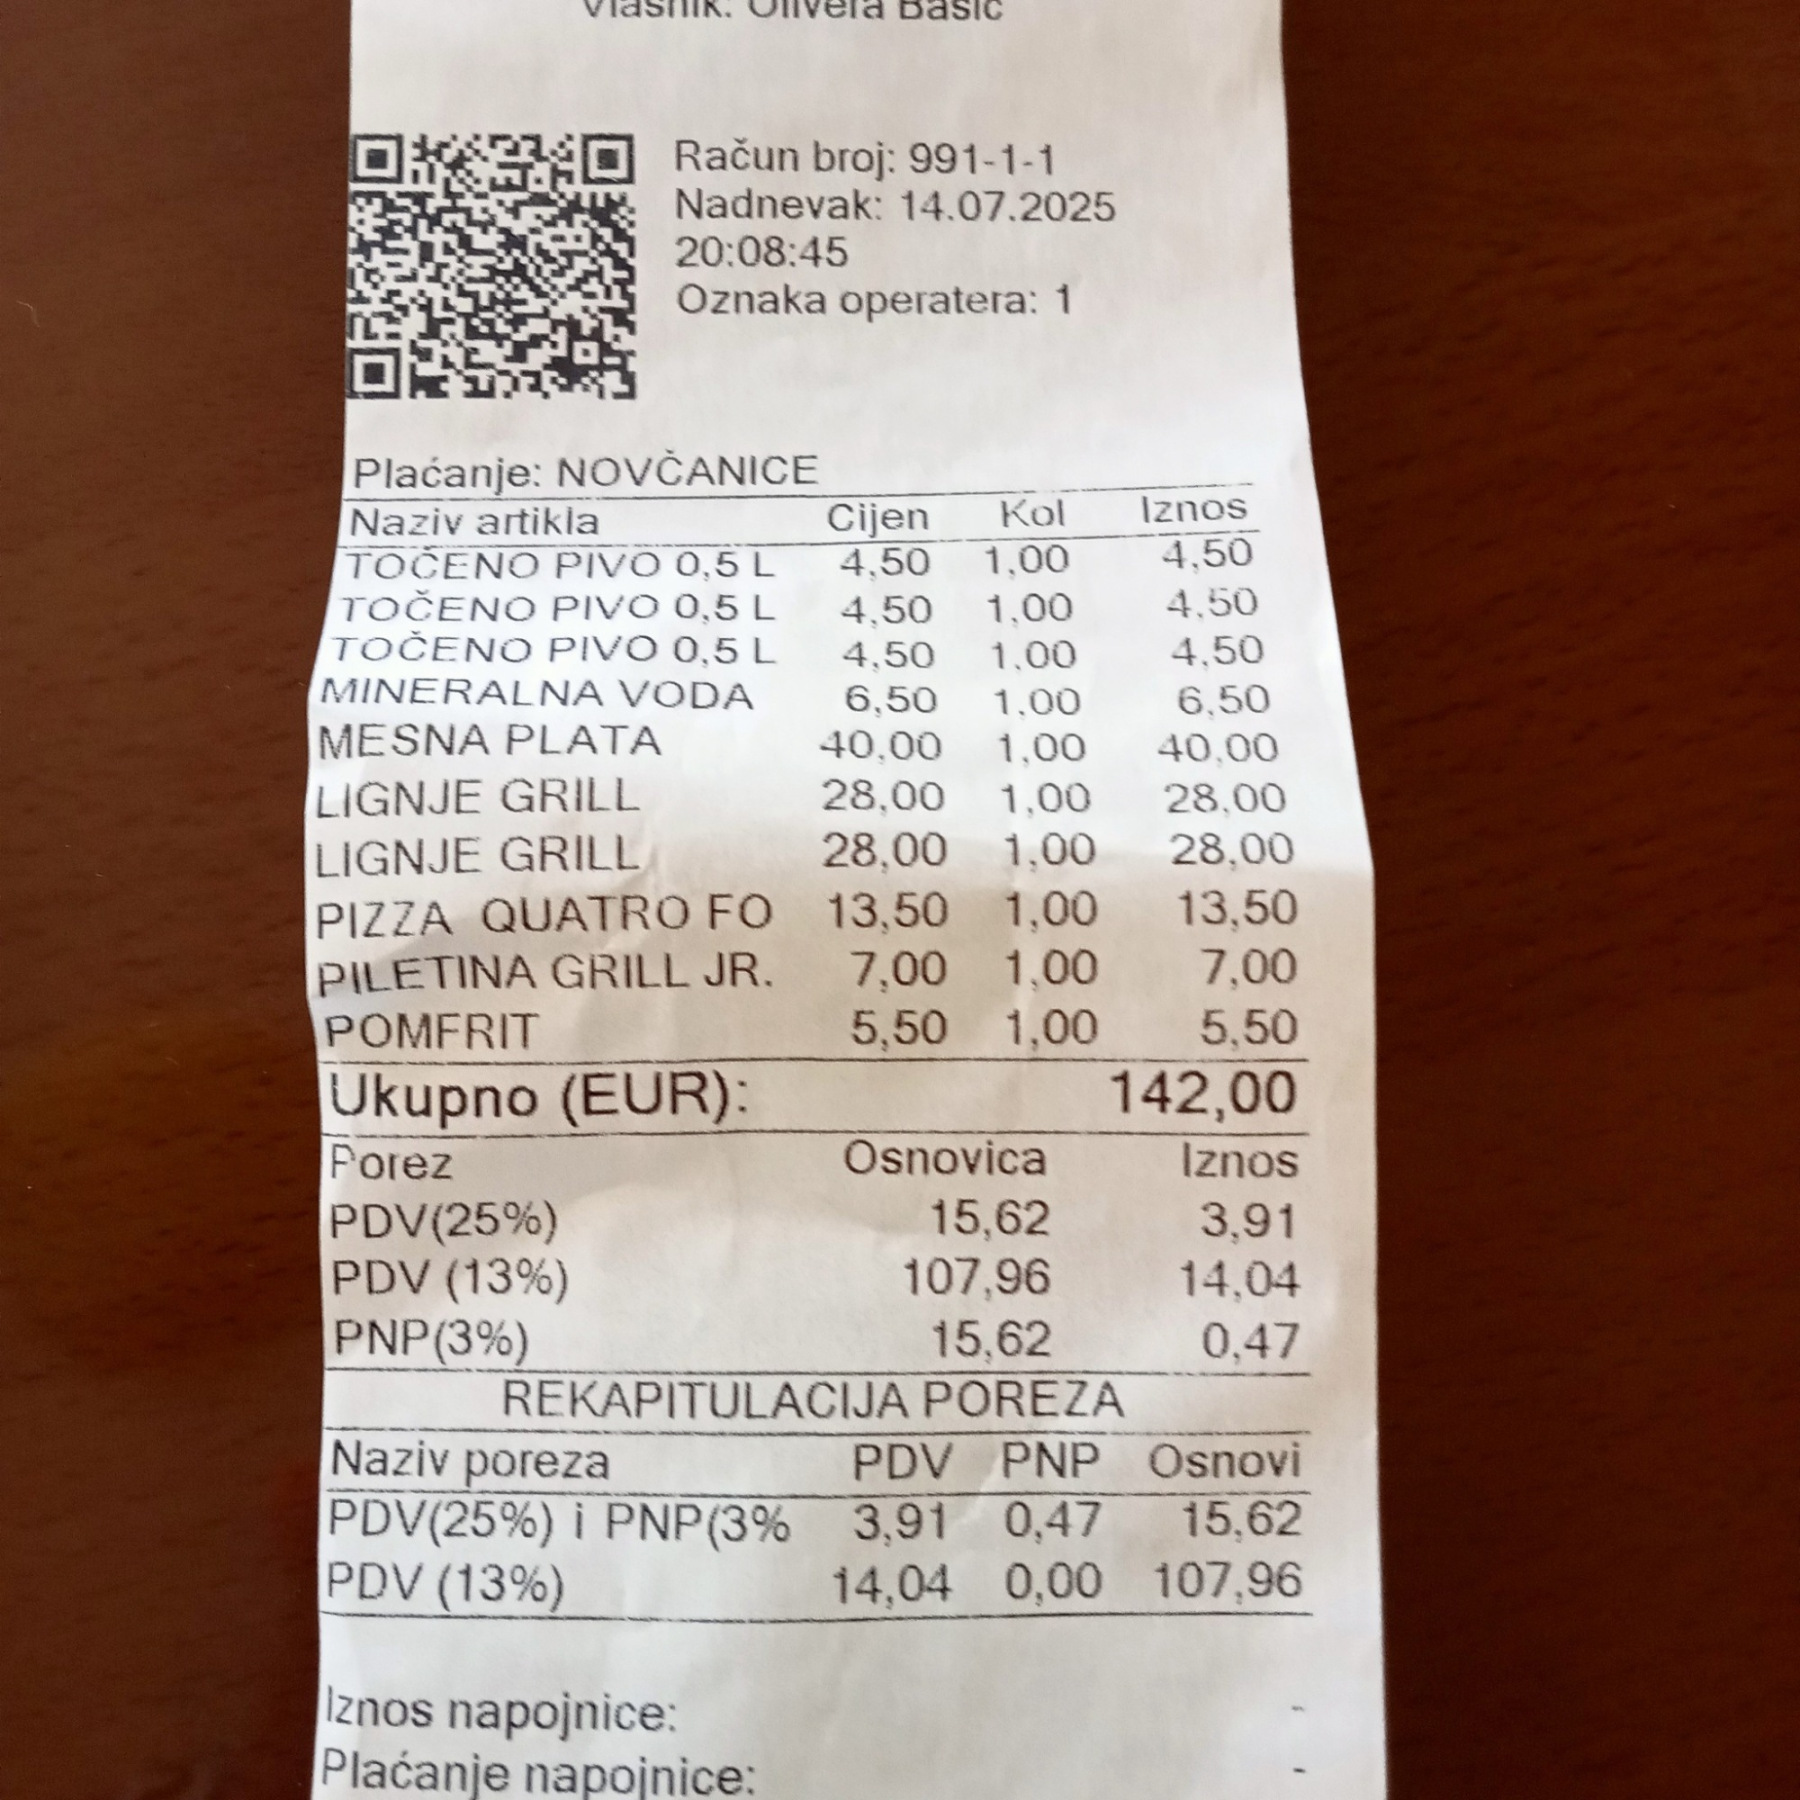 Vlasnik: Olivera Bašić
Račun broj: 991-1-1
Nadnevak: 14.07.2025
20:08:45
Oznaka operatera: 1
Plaćanje: NOVČANICE
Naziv artikla Cijen Kol Iznos
TOČENO PIVO 0,5 L 4,50 1,00 4,50
TOČENO PIVO 0,5 L 4,50 1,00 4,50
TOČENO PIVO 0,5 L 4,50 1,00 4,50
MINERALNA VODA 6,50 1,00 6,50
MESNA PLATA 40,00 1,00 40,00
LIGNJE GRILL 28,00 1,00 28,00
LIGNJE GRILL 28,00 1,00 28,00
PIZZA QUATRO FO 13,50 1,00 13,50
PILETINA GRILL JR. 7,00 1,00 7,00
POMFRIT 5,50 1,00 5,50
Ukupno (EUR): 142,00
Porez Osnovica Iznos
PDV(25%) 15,62 3,91
PDV (13%) 107,96 14,04
PNP(3%) 15,62 0,47
REKAPITULACIJA POREZA
Naziv poreza PDV PNP Osnovi
PDV(25%) i PNP(3% 3,91 0,47 15,62
PDV (13%) 14,04 0,00 107,96
Iznos napojnice: -
Plaćanje napojnice: -